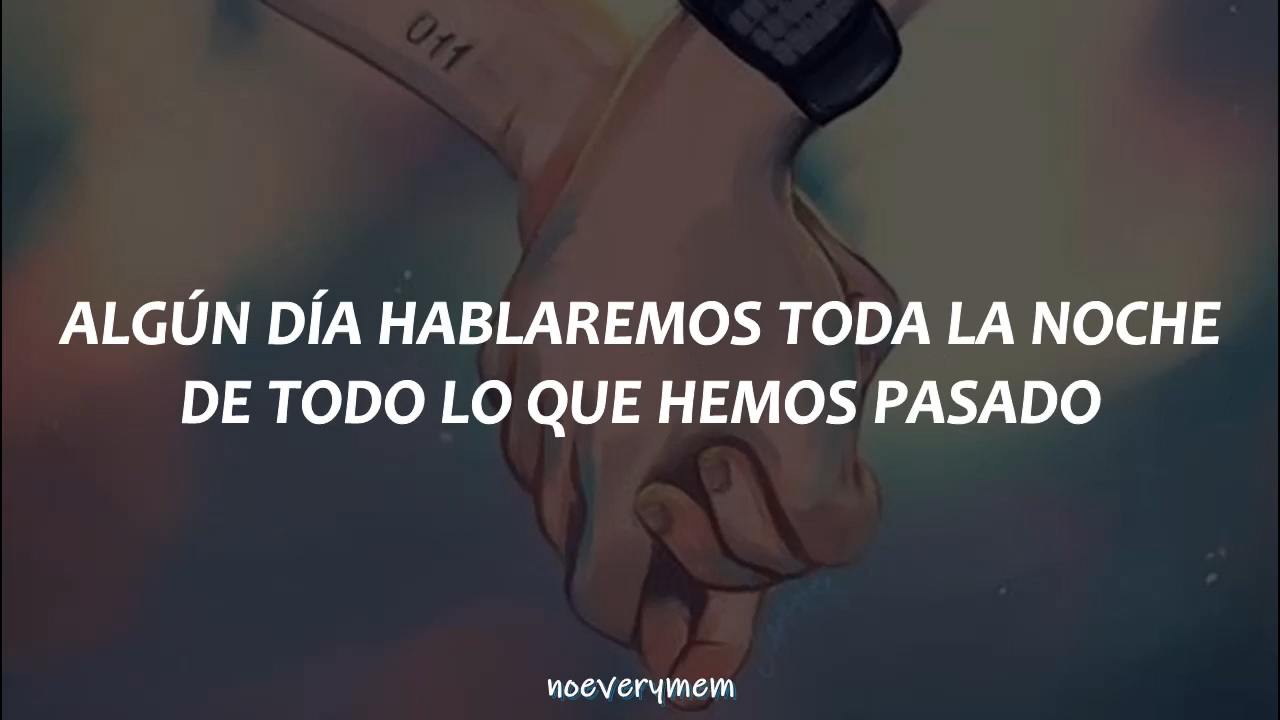 011
ALGÚN DÍA HABLAREMOS TODA LA NOCHE
DE TODO LO QUE HEMOS PASADO
noeverymem